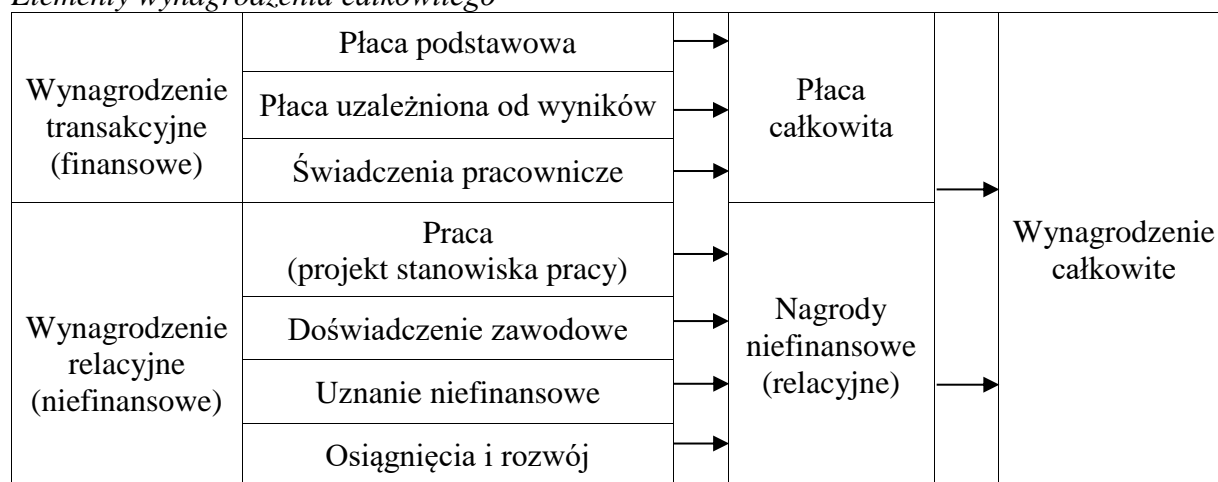 Elementy wynagrodzenia całkowitego
Wynagrodzenie
transakcyjne
(finansowe)
Płaca podstawowa
Płaca uzależniona od wyników
Świadczenia pracownicze
Płaca
całkowita
Wynagrodzenie
relacyjne
(niefinansowe)
Praca
(projekt stanowiska pracy)
Doświadczenie zawodowe
Uznanie niefinansowe
Osiągnięcia i rozwój
Nagrody
niefinansowe
(relacyjne)
Wynagrodzenie
całkowite